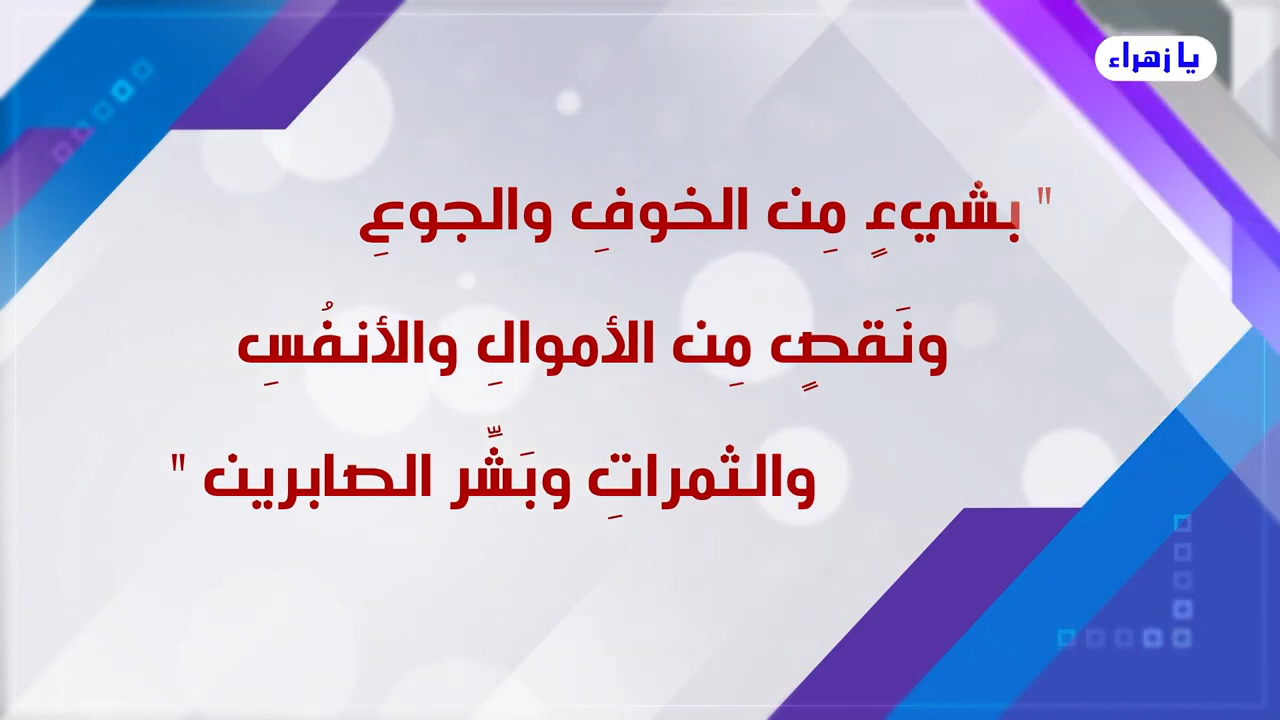 يا زهراء
" بشيءٍ مِن الخوفِ والجوعِ
ونَقصٍ مِن الأموالِ والأنفُسِ
والثمراتِ وبَشِّر الصابرين "